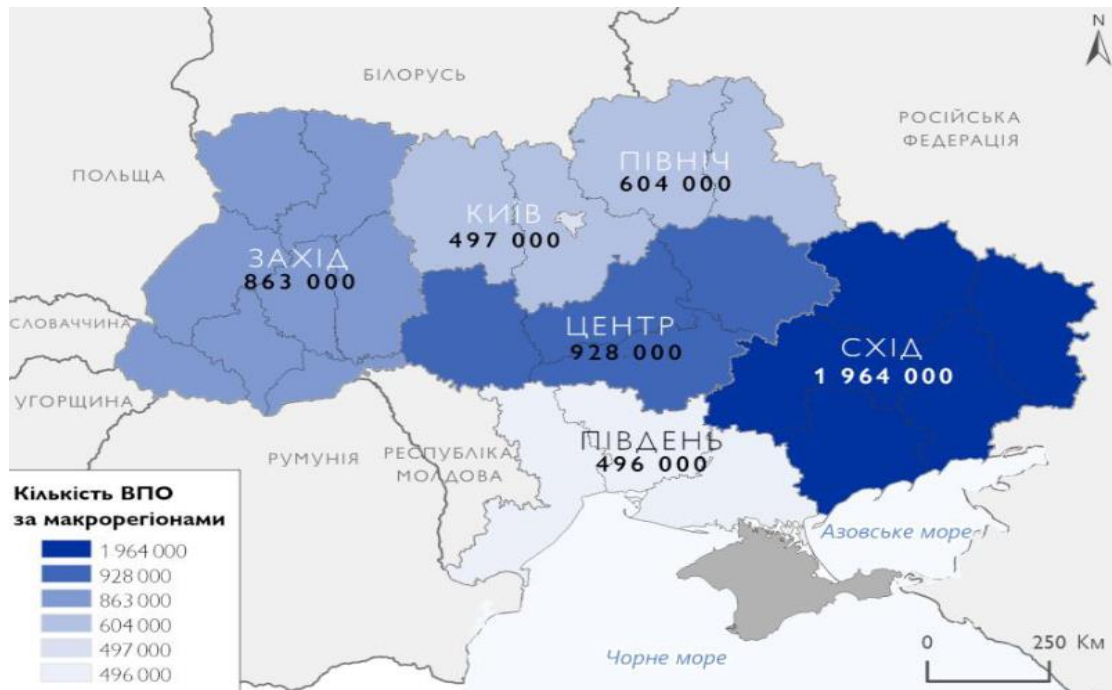 N
БІЛОРУСЬ
РОСІЙСЬКА
ФЕДЕРАЦІЯ
ПОЛЬЩА
ПІВНІЧ
604 000
КИЇВ
497 000
ЗАХІД
863 000
СЛОВАЧЧИНА
ЦЕНТР
928 000
СХІД
1 964 000
УГОРЩИНА
РУМУНІЯ
РЕСПУБЛІКА
МОЛДОВА
ПІВДЕНЬ
496 000
Азовське море
Чорне море
Кількість ВПО
за макрорегіонами
1 964 000
928 000
863 000
604 000
497 000
496 000
0 250 Км